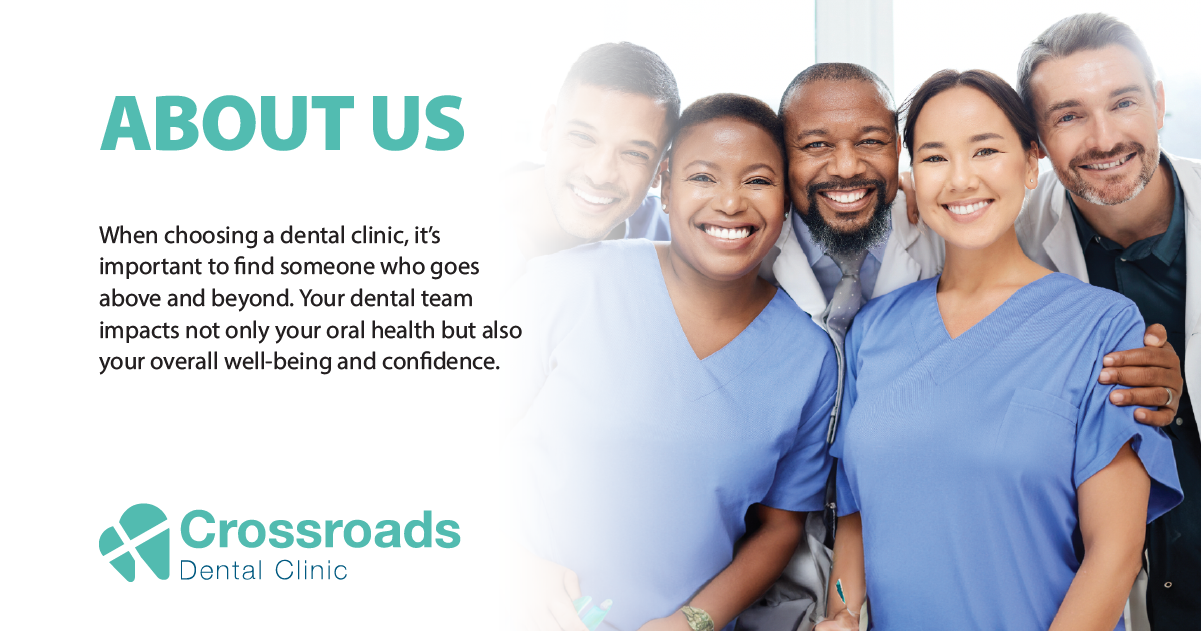 ABOUT US
When choosing a dental clinic, it’s
important to find someone who goes
above and beyond. Your dental team
impacts not only your oral health but also
your overall well-being and confidence.
Crossroads
Dental Clinic